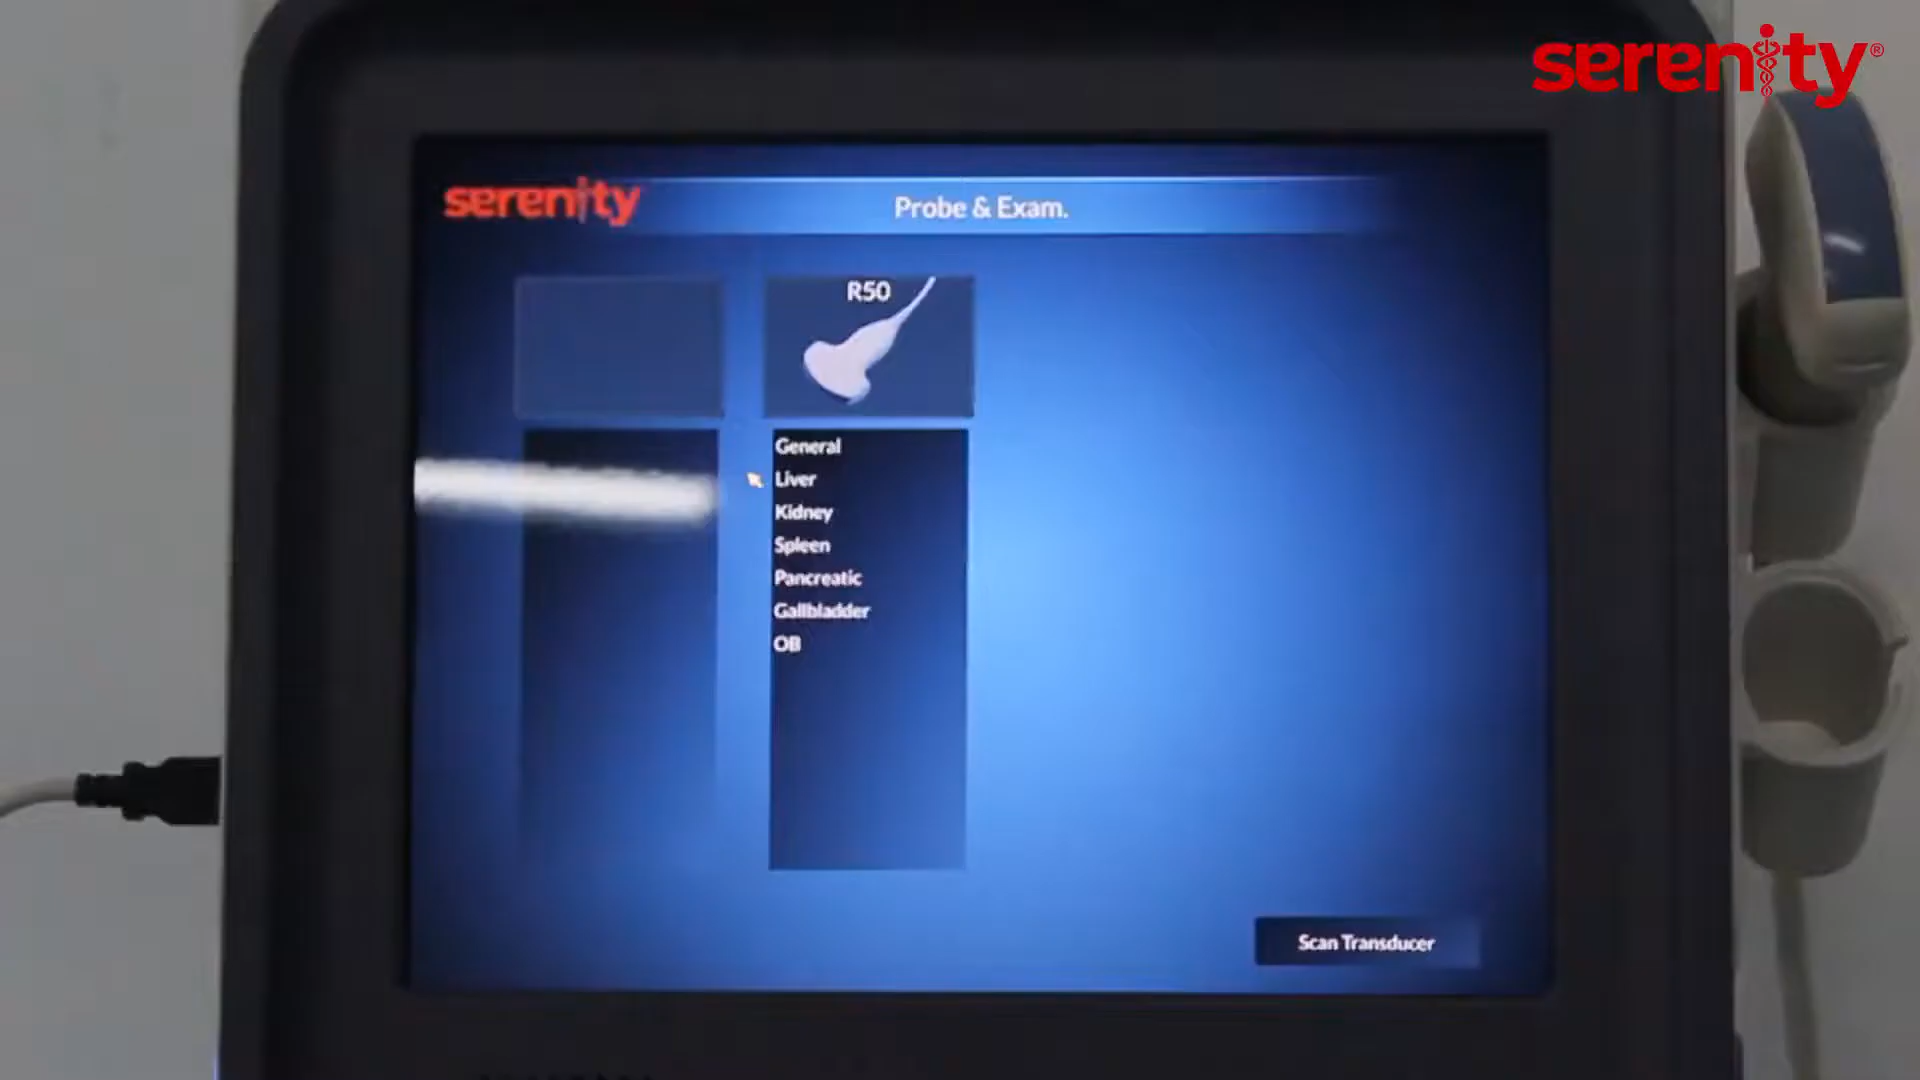 serenity®
serenity
Probe & Exam.
R50
General
Liver
Kidney
Spleen
Pancreatic
Gallbladder
OB
Scan Transducer